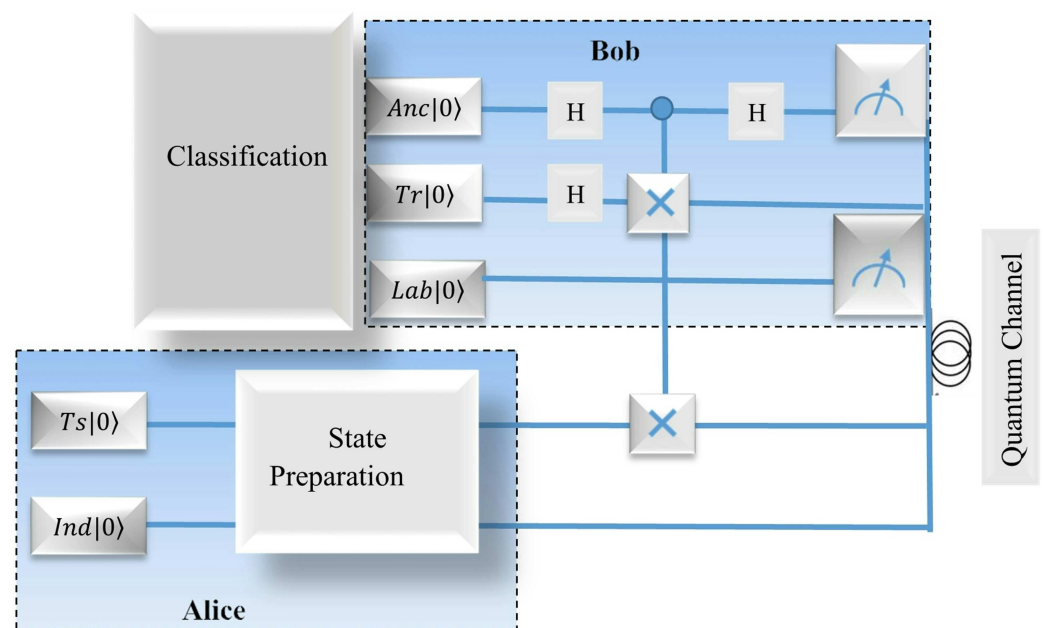 Bob
Classification
Anc|0⟩
H
H
Tr|0⟩
H
Lab|0⟩
Quantum Channel
Ts|0⟩
State
Preparation
Ind|0⟩
Alice